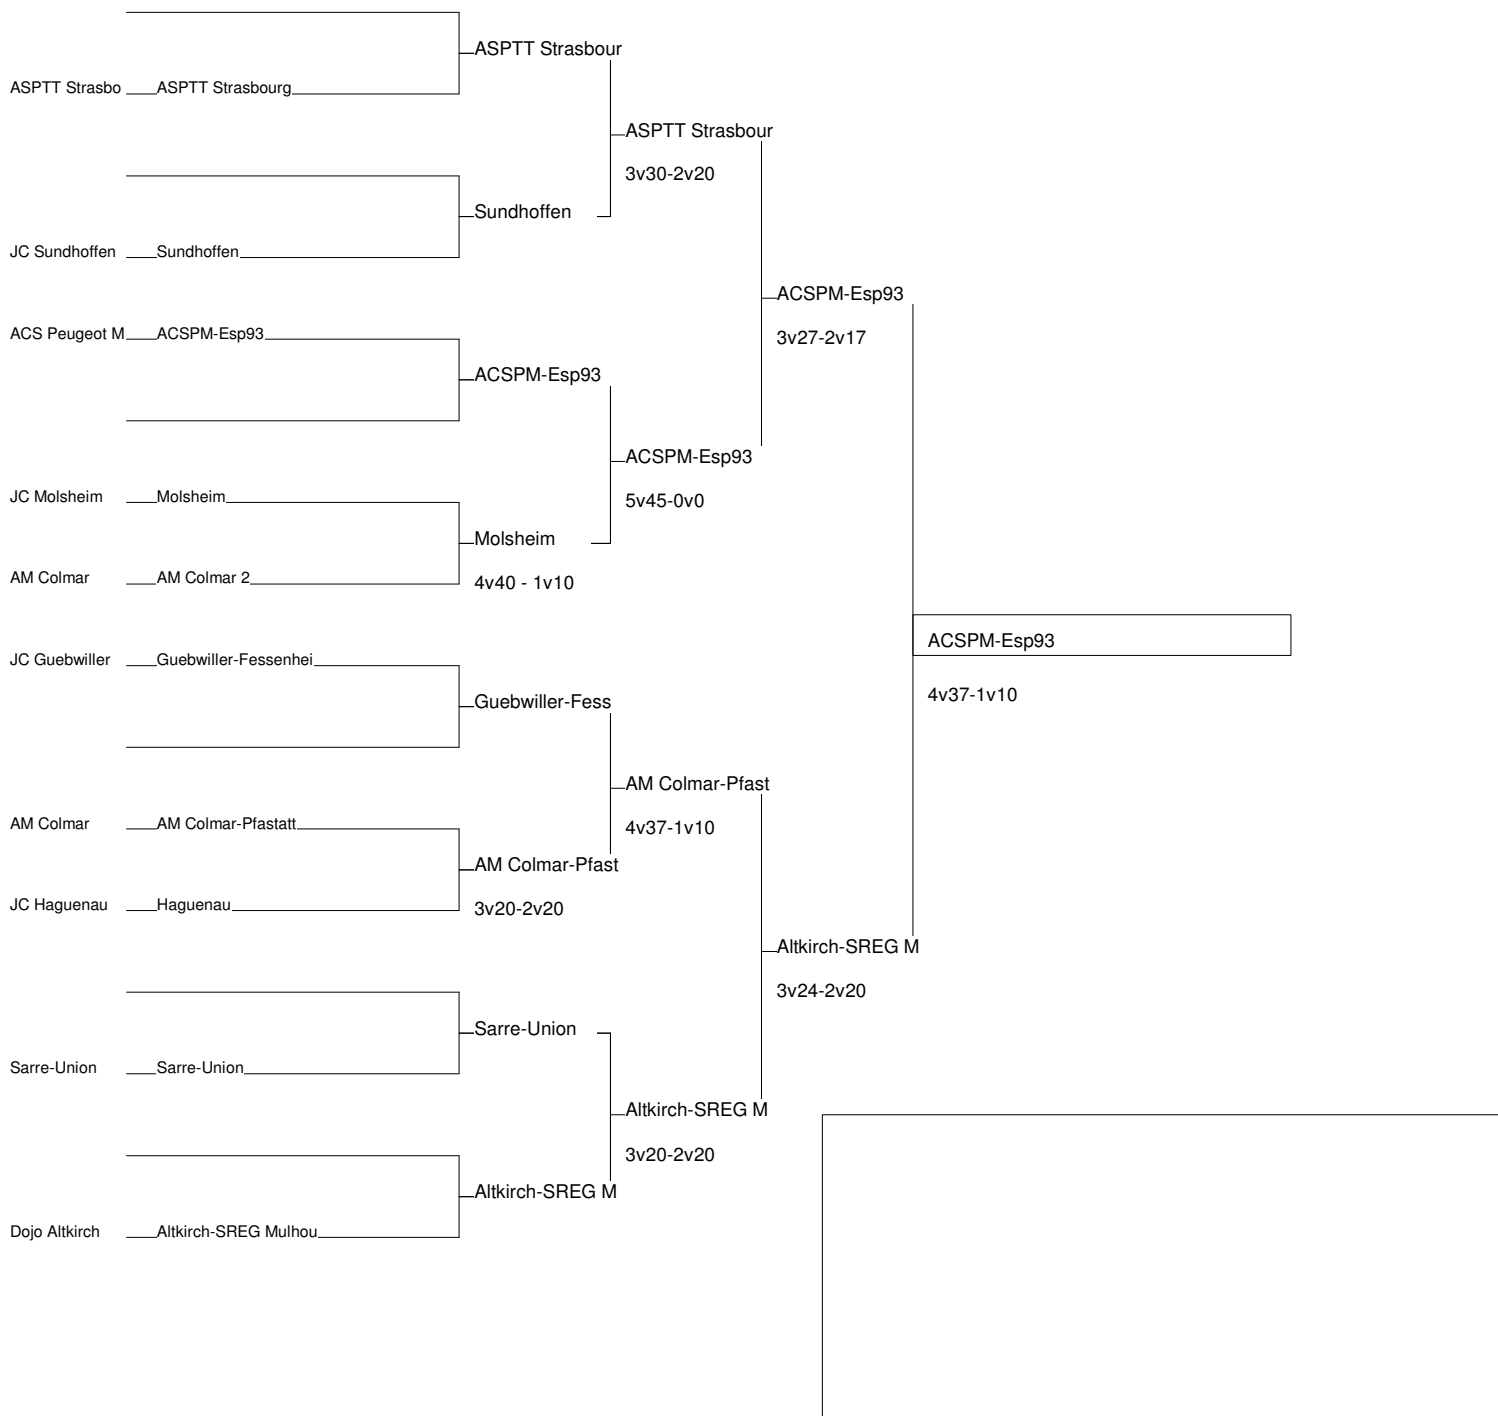 ASPTT Strasbour
ASPTT Strasbo ASPTT Strasbourg
ASPTT Strasbour
3v30-2v20
Sundhoffen
JC Sundhoffen Sundhoffen
ACSPM-Esp93
ACS Peugeot M ACSPM-Esp93
3v27-2v17
ACSPM-Esp93
ACSPM-Esp93
JC Molsheim Molsheim
5v45-0v0
Molsheim
AM Colmar AM Colmar 2
4v40 - 1v10
ACSPM-Esp93
JC Guebwiller Guebwiller-Fessenhei
4v37-1v10
Guebwiller-Fess
AM Colmar-Pfast
AM Colmar AM Colmar-Pfastatt
4v37-1v10
AM Colmar-Pfast
JC Haguenau Haguenau
3v20-2v20
Altkirch-SREG M
3v24-2v20
Sarre-Union
Sarre-Union Sarre-Union
Altkirch-SREG M
3v20-2v20
Altkirch-SREG M
Dojo Altkirch Altkirch-SREG Mulhou